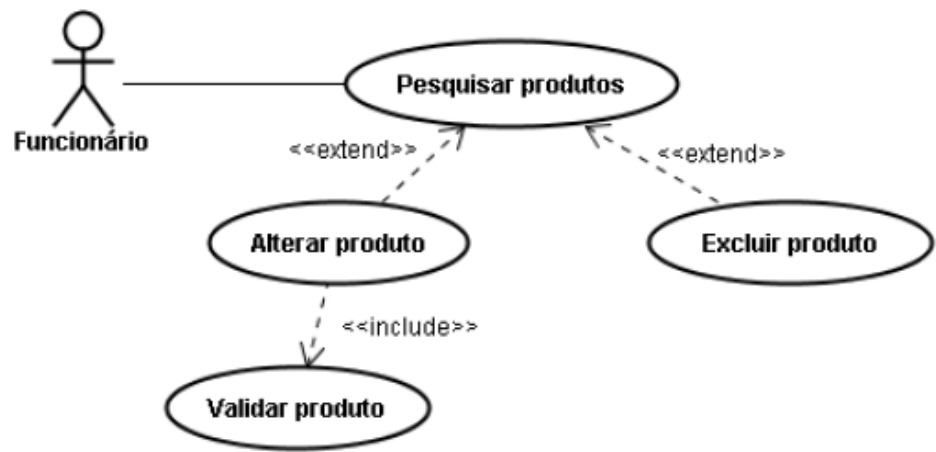 Pesquisar produtos
Funcionário
<<extend>>
<<extend>>
Alterar produto
Excluir produto
<<include>>
Validar produto